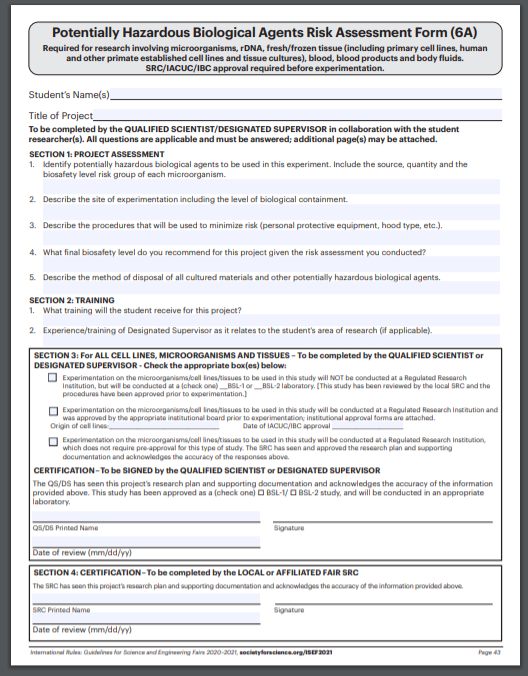 Potentially Hazardous Biological Agents Risk Assessment Form (6A)
Required for research involving microorganisms, rDNA, fresh/frozen tissue (including primary cell lines, human
and other primate established cell lines and tissue cultures), blood, blood products and body fluids.
SRC/IACUC/IBC approval required before experimentation.
Student's Name(s)
Title of Project
To be completed by the QUALIFIED SCIENTIST/DESIGNATED SUPERVISOR in collaboration with the student
researcher(s). All questions are applicable and must be answered; additional page(s) may be attached.
SECTION 1: PROJECT ASSESSMENT
1. Identify potentially hazardous biological agents to be used in this experiment. Include the source, quantity and the
biosafety level risk group of each microorganism.
2. Describe the site of experimentation including the level of biological containment.
3. Describe the procedures that will be used to minimize risk (personal protective equipment, hood type, etc.).
4. What final biosafety level do you recommend for this project given the risk assessment you conducted?
5. Describe the method of disposal of all cultured materials and other potentially hazardous biological agents.
SECTION 2: TRAINING
1. What training will the student receive for this project?
2. Experience/training of Designated Supervisor as it relates to the student's area of research (if applicable).
SECTION 3: For ALL CELL LINES, MICROORGANISMS AND TISSUES – To be completed by the QUALIFIED SCIENTIST or
DESIGNATED SUPERVISOR - Check the appropriate box(es) below:
Experimentation on the microorganisms/cell lines/tissues to be used in this study will NOT be conducted at a Regulated Research
Institution, but will be conducted at a (check one) __BSL-1 or __BSL-2 laboratory. [This study has been reviewed by the local SRC and the
procedures have been approved prior to experimentation.]
Experimentation on the microorganisms/cell lines/tissues to be used in this study will be conducted at a Regulated Research Institution and
was approved by the appropriate institutional board prior to experimentation; institutional approval forms are attached.
Origin of cell lines: Date of IACUC/IBC approval
Experimentation on the microorganisms/cell lines/tissues to be used in this study will be conducted at a Regulated Research Institution,
which does not require pre-approval for this type of study. The SRC has seen and approved the research plan and supporting
documentation and acknowledges the accuracy of the responses above.
CERTIFICATION–To be SIGNED by the QUALIFIED SCIENTIST or DESIGNATED SUPERVISOR
The QS/DS has seen this project's research plan and supporting documentation and acknowledges the accuracy of the information
provided above. This study has been approved as a (check one) ☐ BSL-1/ ☐ BSL-2 study, and will be conducted in an appropriate
laboratory.
QS/DS Printed Name Signature
Date of review (mm/dd/yy)
SECTION 4: CERTIFICATION–To be completed by the LOCAL or AFFILIATED FAIR SRC
The SRC has seen this project's research plan and supporting documentation and acknowledges the accuracy of the information provided above.
SRC Printed Name Signature
Date of review (mm/dd/yy)
International Rules: Guidelines for Science and Engineering Fairs 2020–2021, societyforscience.org/ISEF2021 Page 43